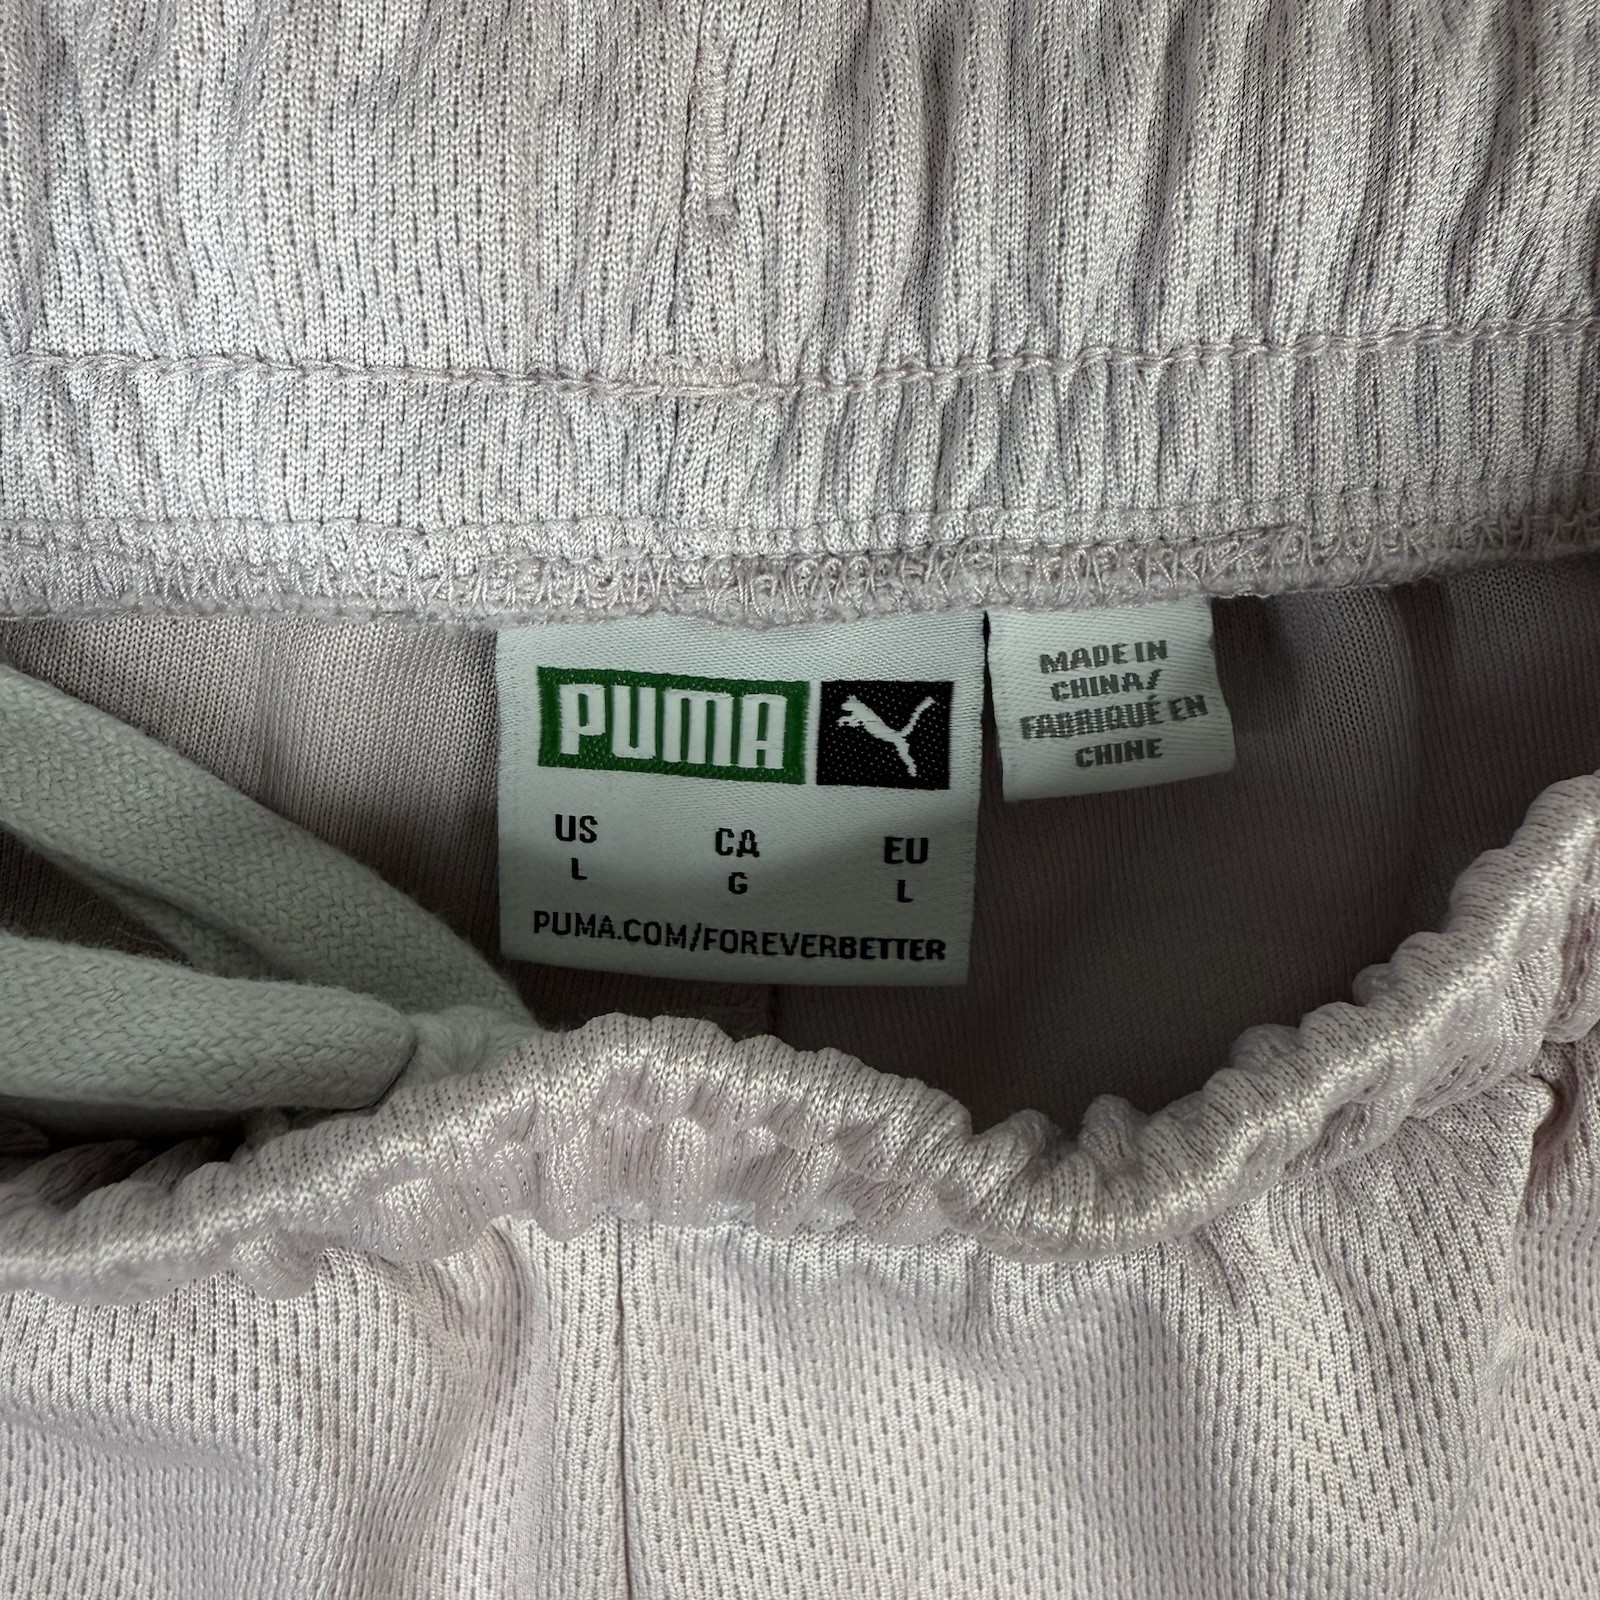 PUMA
US CA EU
L G L
PUMA.COM/FOREVERBETTER
MADE IN
CHINA/
FABRIQUÉ EN
CHINE